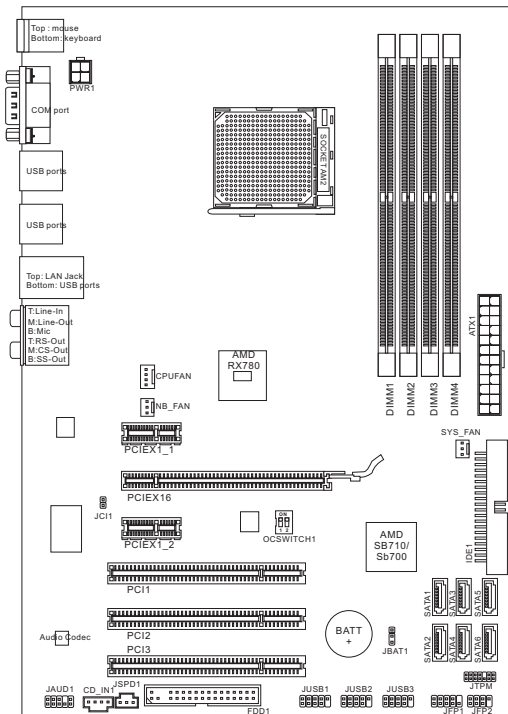 Top : mouse
Bottom: keyboard
PWR1
COM port
SOCKET AM2
USB ports
USB ports
Top: LAN Jack
Bottom: USB ports
T:Line-In
M:Line-Out
B:Mic
T:RS-Out
M:CS-Out
B:SS-Out
ATX1
AMD
RX780
CPUFAN
DIMM1
DIMM2
DIMM3
DIMM4
NB_FAN
SYS_FAN
PCIEX1_1
PCIEX16
JCI1
ON
1 2
OCSWITCH1
PCIEX1_2
AMD
SB710/
Sb700
IDE1
PCI1
SATA1
SATA3
SATA5
PCI2
BATT
+
Audio Codec
JBAT1
SATA2
SATA4
SATA6
PCI3
JTPM
JAUD1
CD_IN1
JSPD1
FDD1
JUSB1
JUSB2
JUSB3
JFP1
JFP2